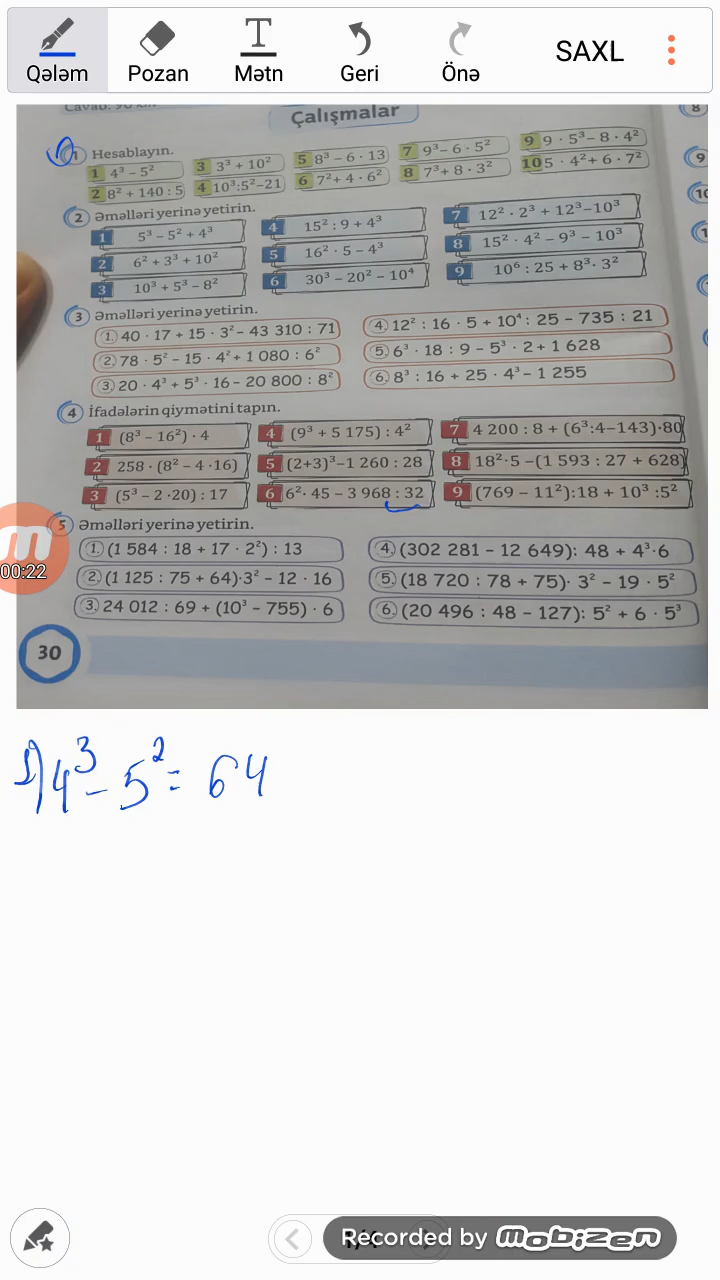 Qələm Pozan Mətn Geri Önə SAXL
Çalışmalar
1 Hesablayın.
1 4³ − 5² 3 3³ + 10² 5 8³ − 6 · 13 7 9³ − 6 · 5² 9 9 · 5³ − 8 · 4²
2 8² + 140 : 5 4 10³:5²−21 6 7² + 4 · 6² 8 7³ + 8 · 3² 10 5 · 4² + 6 · 7²
2 Əməlləri yerinə yetirin.
1 5³ − 5² + 4³ 4 15² : 9 + 4³ 7 12² · 2³ + 12³ − 10³
2 6² + 3³ + 10² 5 16² · 5 − 4³ 8 15² · 4² − 9³ − 10³
3 10³ + 5³ − 8² 6 30³ − 20² − 10⁴ 9 10⁶ : 25 + 8³ · 3²
3 Əməlləri yerinə yetirin.
1. 40 · 17 + 15 · 3² − 43 310 : 71 4. 12² : 16 · 5 + 10⁴ : 25 − 735 : 21
2. 78 · 5² − 15 · 4² + 1 080 : 6² 5. 6³ · 18 : 9 − 5³ · 2 + 1 628
3. 20 · 4³ + 5³ · 16 − 20 800 : 8² 6. 8³ : 16 + 25 · 4³ − 1 255
4 İfadələrin qiymətini tapın.
1 (8³ − 16²) · 4 4 (9³ + 5 175) : 4² 7 4 200 : 8 + (6³:4−143)·80
2 258 · (8² − 4 · 16) 5 (2+3)³−1 260 : 28 8 18²·5 −(1 593 : 27 + 628)
3 (5³ − 2 · 20) : 17 6 6² · 45 − 3 968 : 32 9 (769 − 11²):18 + 10³ :5²
00:22
5 Əməlləri yerinə yetirin.
1. (1 584 : 18 + 17 · 2²) : 13 4. (302 281 − 12 649): 48 + 4³·6
2. (1 125 : 75 + 64)·3² − 12 · 16 5. (18 720 : 78 + 75)· 3² − 19 · 5²
3. 24 012 : 69 + (10³ − 755) · 6 6. (20 496 : 48 − 127): 5² + 6 · 5³
30
1) 4³ − 5² = 64
Recorded by mobizen